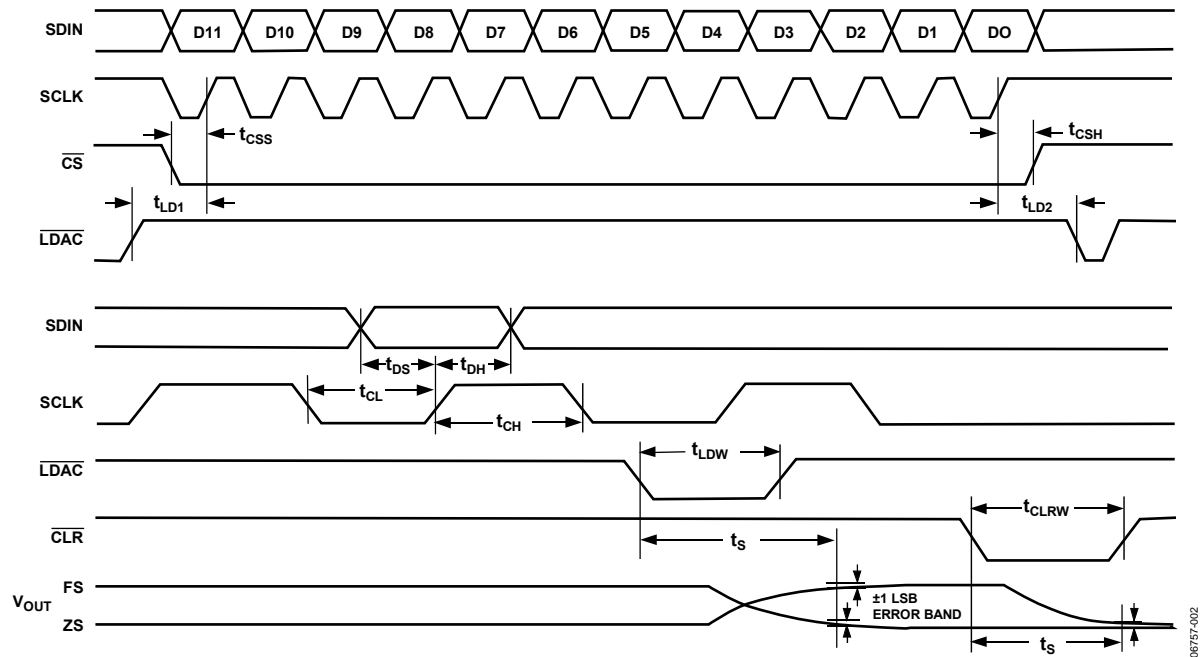 SDIN D11 D10 D9 D8 D7 D6 D5 D4 D3 D2 D1 DO
SCLK
tCSS tCSH
CS
tLD1 tLD2
LDAC
SDIN
tDS tDH
tCL
SCLK
tCH
tLDW
LDAC
tCLRW
CLR
tS
FS
VOUT
±1 LSB
ERROR BAND
ZS
tS
06757-002